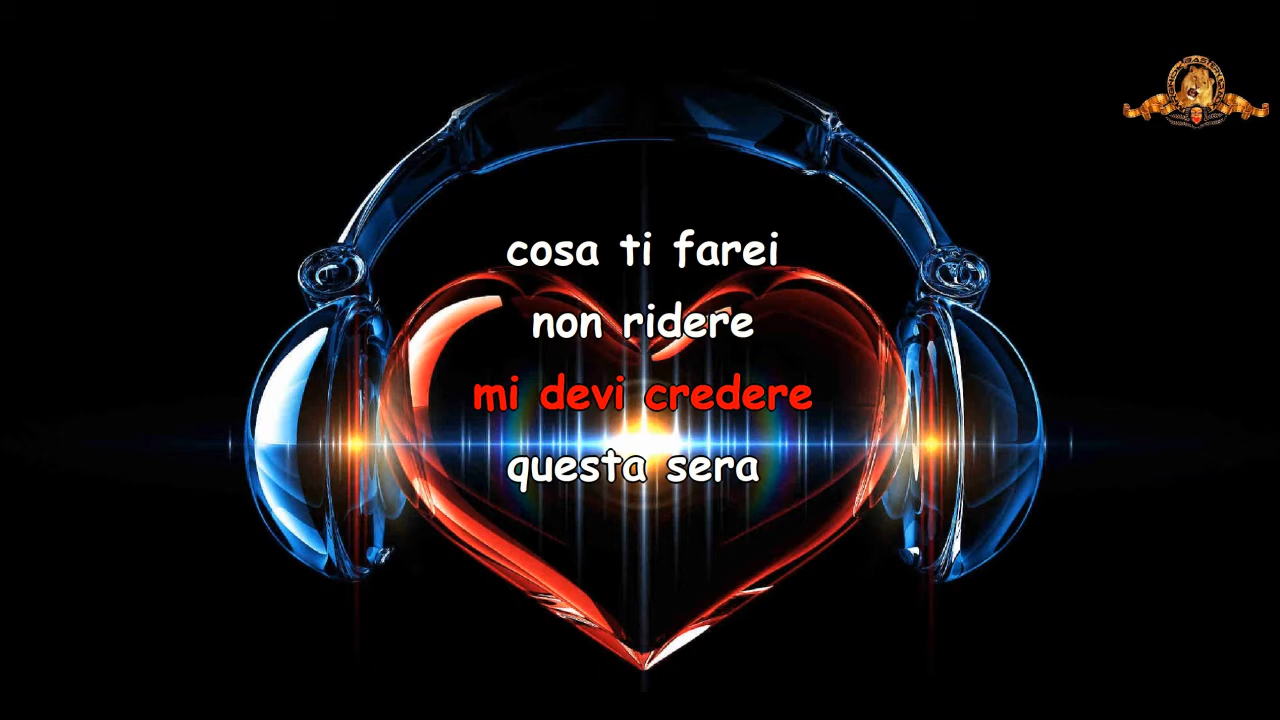 cosa ti farei
non ridere
mi devi credere
questa sera